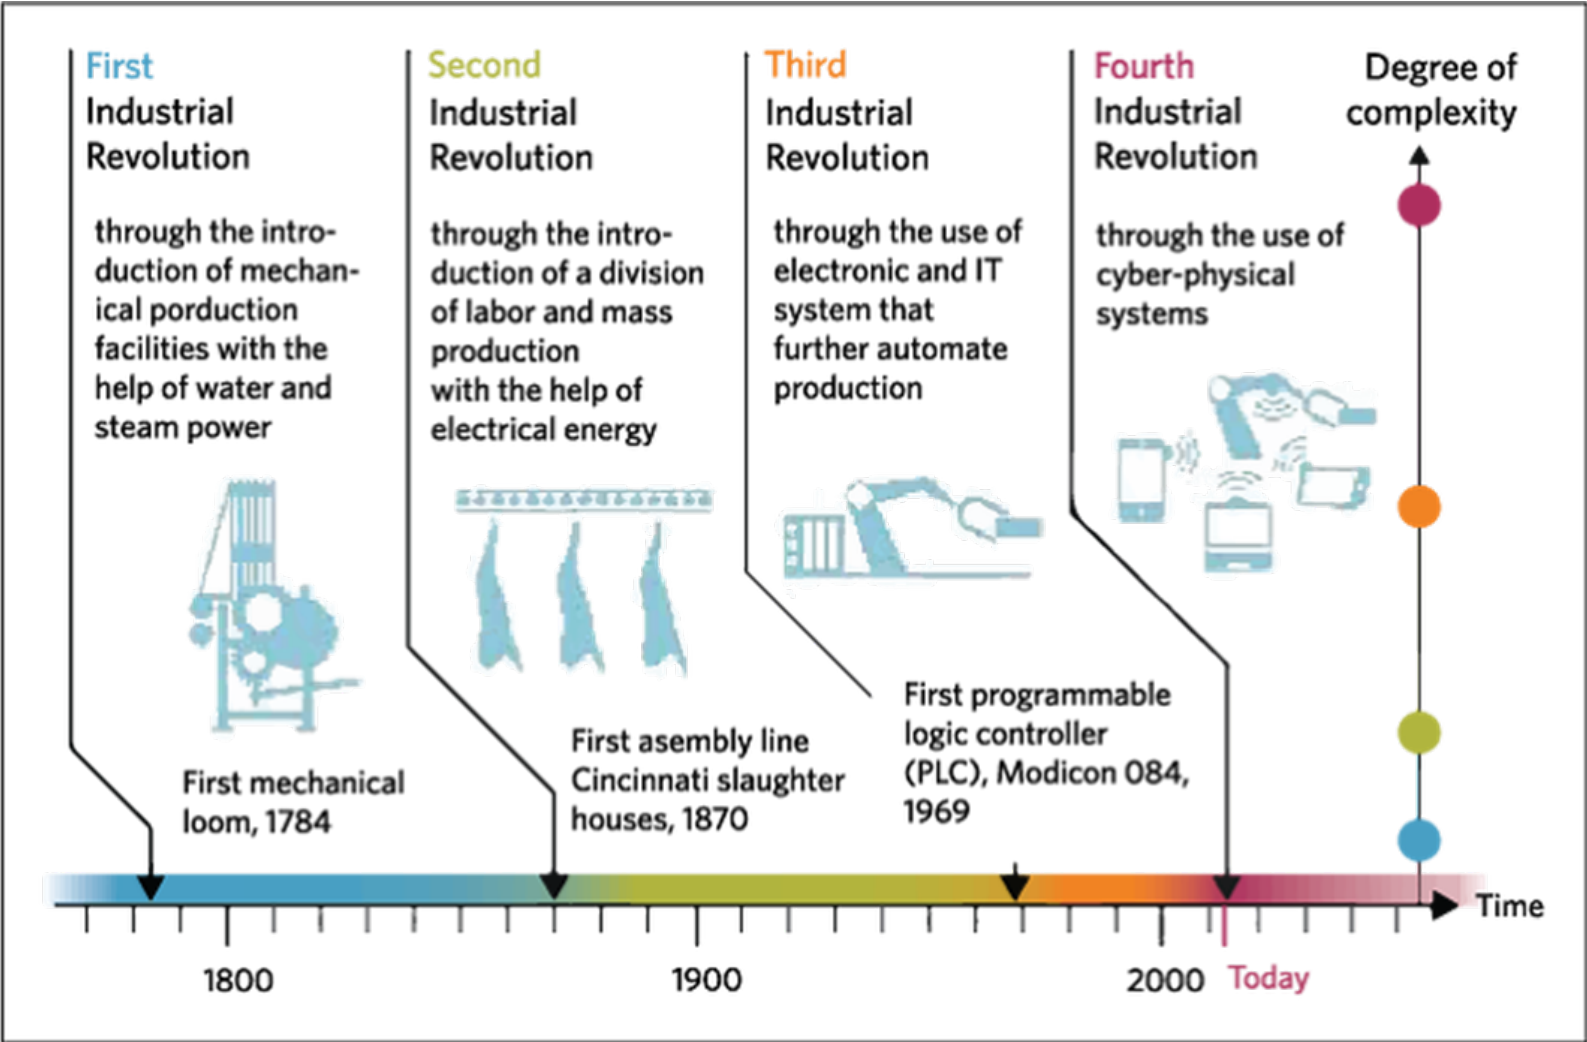 First
Industrial
Revolution
through the intro-
duction of mechan-
ical porduction
facilities with the
help of water and
steam power
First mechanical
loom, 1784
Second
Industrial
Revolution
through the intro-
duction of a division
of labor and mass
production
with the help of
electrical energy
First asembly line
Cincinnati slaughter
houses, 1870
Third
Industrial
Revolution
through the use of
electronic and IT
system that
further automate
production
First programmable
logic controller
(PLC), Modicon 084,
1969
Fourth
Industrial
Revolution
through the use of
cyber-physical
systems
Degree of
complexity
Time
1800
1900
2000
Today